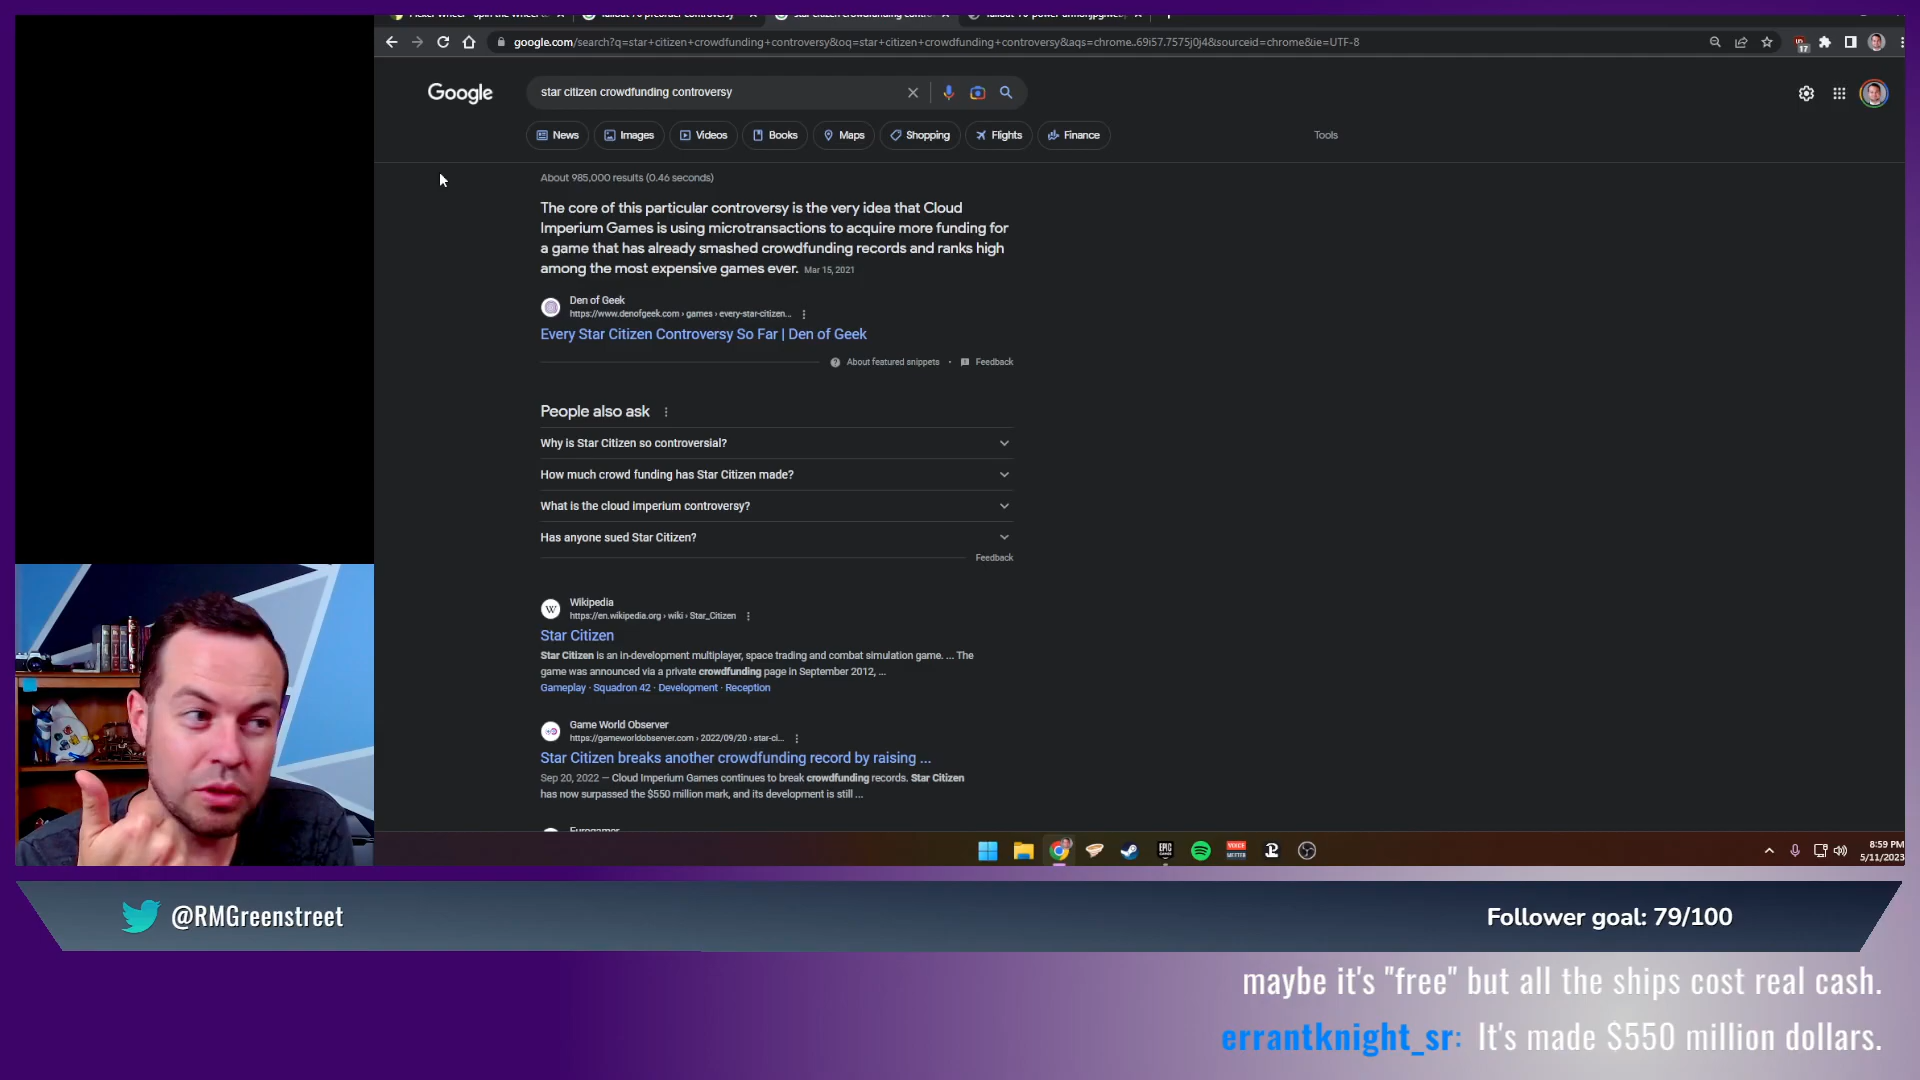 google.com/search?q=star+citizen+crowdfunding+controversy&oq=star+citizen+crowdfunding+controversy&aqs=chrome..69i57.7575j0j4&sourceid=chrome&ie=UTF-8
17
Google
star citizen crowdfunding controversy
News
Images
Videos
Books
Maps
Shopping
Flights
Finance
Tools
About 985,000 results (0.46 seconds)
The core of this particular controversy is the very idea that Cloud
Imperium Games is using microtransactions to acquire more funding for
a game that has already smashed crowdfunding records and ranks high
among the most expensive games ever. Mar 15, 2021
Den of Geek
https://www.denofgeek.com › games › every-star-citizen...
Every Star Citizen Controversy So Far | Den of Geek
About featured snippets • Feedback
People also ask
Why is Star Citizen so controversial?
How much crowd funding has Star Citizen made?
What is the cloud imperium controversy?
Has anyone sued Star Citizen?
Feedback
W
Wikipedia
https://en.wikipedia.org › wiki › Star_Citizen
Star Citizen
Star Citizen is an in-development multiplayer, space trading and combat simulation game. ... The
game was announced via a private crowdfunding page in September 2012, ...
Gameplay · Squadron 42 · Development · Reception
Game World Observer
https://gameworldobserver.com › 2022/09/20 › star-ci...
Star Citizen breaks another crowdfunding record by raising ...
Sep 20, 2022 — Cloud Imperium Games continues to break crowdfunding records. Star Citizen
has now surpassed the $550 million mark, and its development is still ...
EPIC
8:59 PM
5/11/2023
@RMGreenstreet
Follower goal: 79/100
maybe it's "free" but all the ships cost real cash.
errantknight_sr: It's made $550 million dollars.